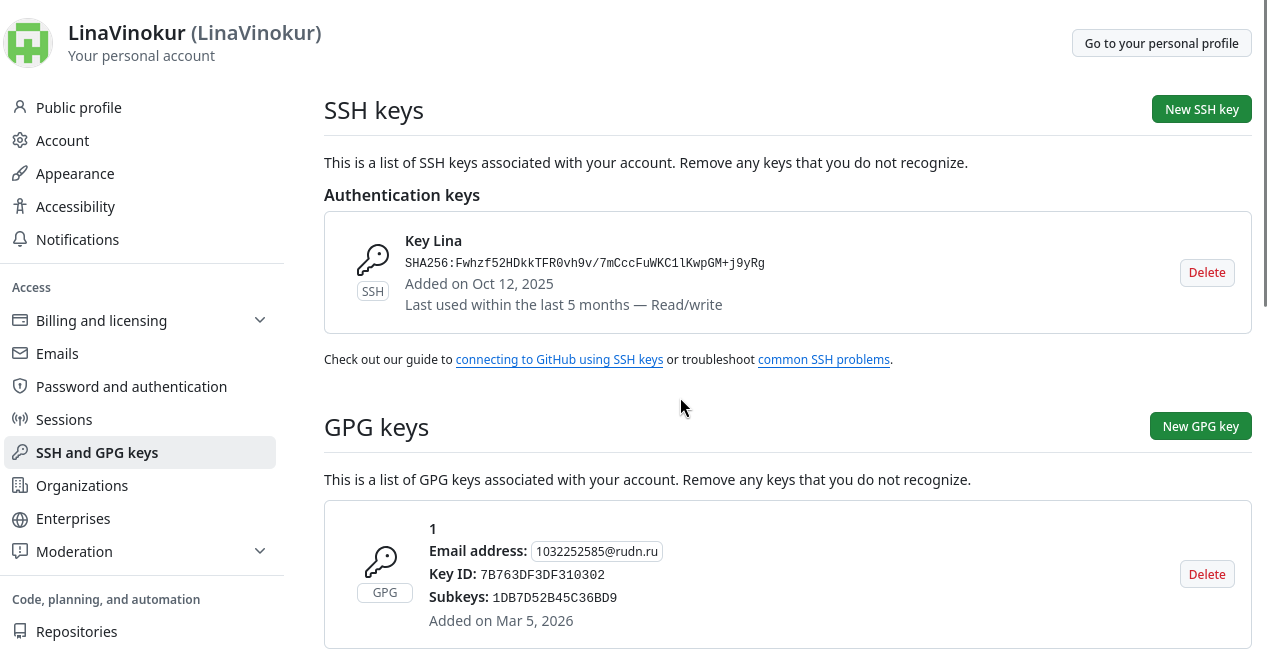 LinaVinokur (LinaVinokur)
Your personal account
Go to your personal profile
Public profile
Account
Appearance
Accessibility
Notifications
Access
Billing and licensing
Emails
Password and authentication
Sessions
SSH and GPG keys
Organizations
Enterprises
Moderation
Code, planning, and automation
Repositories
SSH keys
New SSH key
This is a list of SSH keys associated with your account. Remove any keys that you do not recognize.
Authentication keys
Key Lina
SHA256:Fwhzf52HDkkTFR0vh9v/7mCccFuWKC1lKwpGM+j9yRg
Added on Oct 12, 2025
Last used within the last 5 months — Read/write
SSH
Delete
Check out our guide to connecting to GitHub using SSH keys or troubleshoot common SSH problems.
GPG keys
New GPG key
This is a list of GPG keys associated with your account. Remove any keys that you do not recognize.
1
Email address: 1032252585@rudn.ru
Key ID: 7B763DF3DF310302
Subkeys: 1DB7D52B45C36BD9
Added on Mar 5, 2026
GPG
Delete